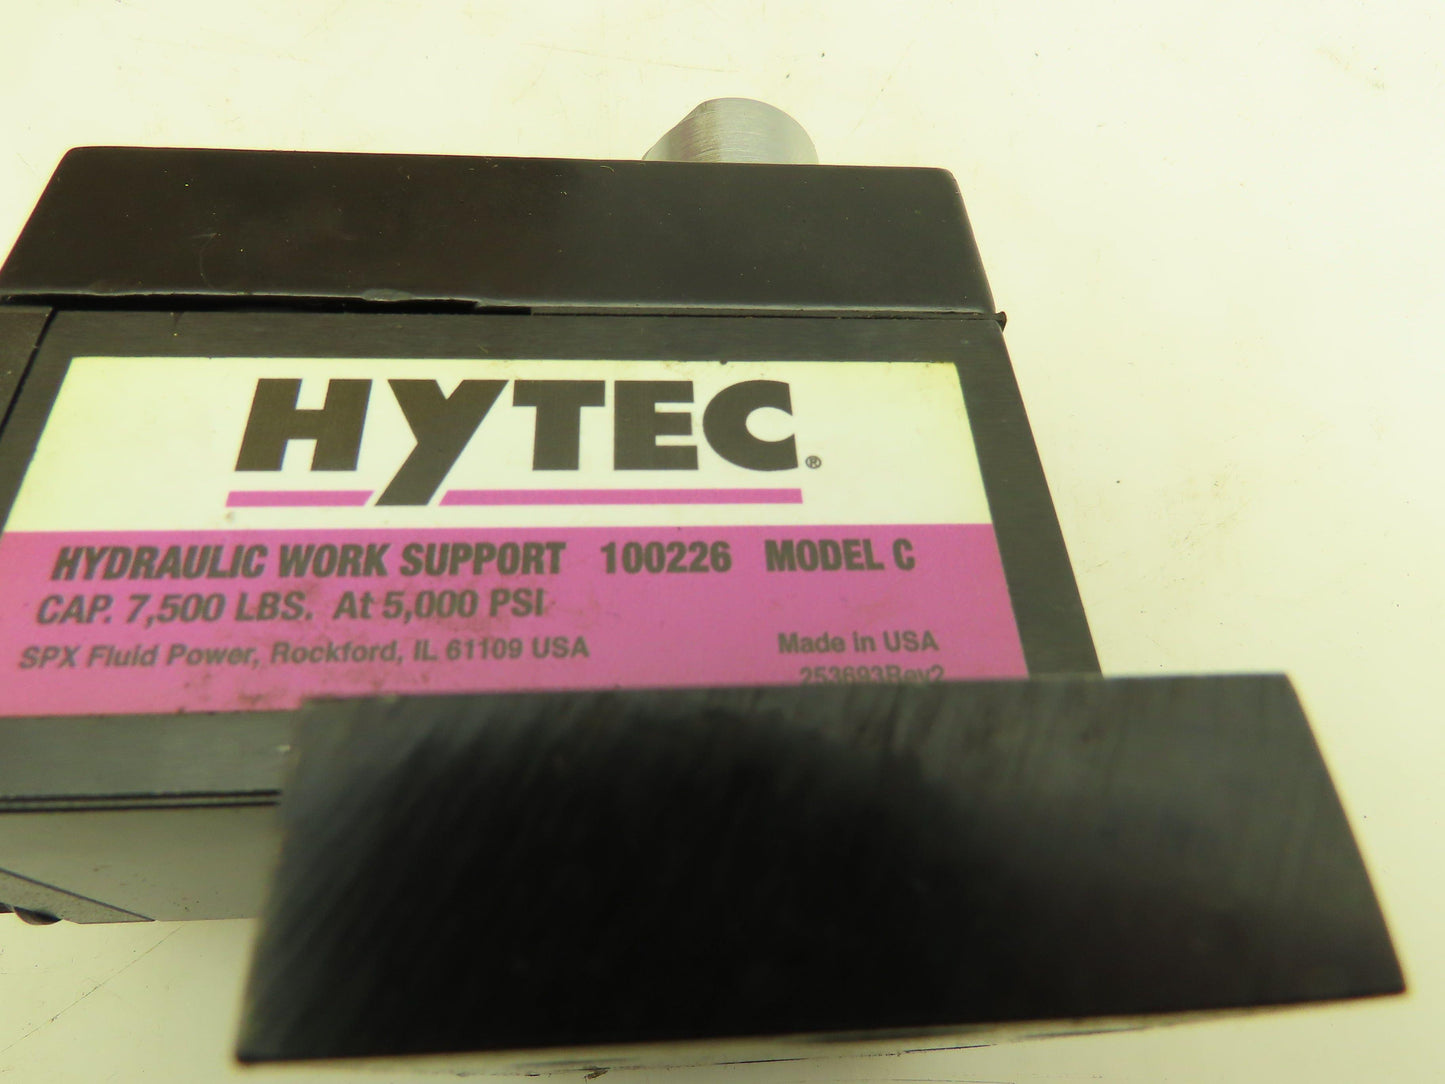 HYTEC®
HYDRAULIC WORK SUPPORT 100226 MODEL C
CAP. 7,500 LBS. At 5,000 PSI
SPX Fluid Power, Rockford, IL 61109 USA Made in USA
253693Rev2